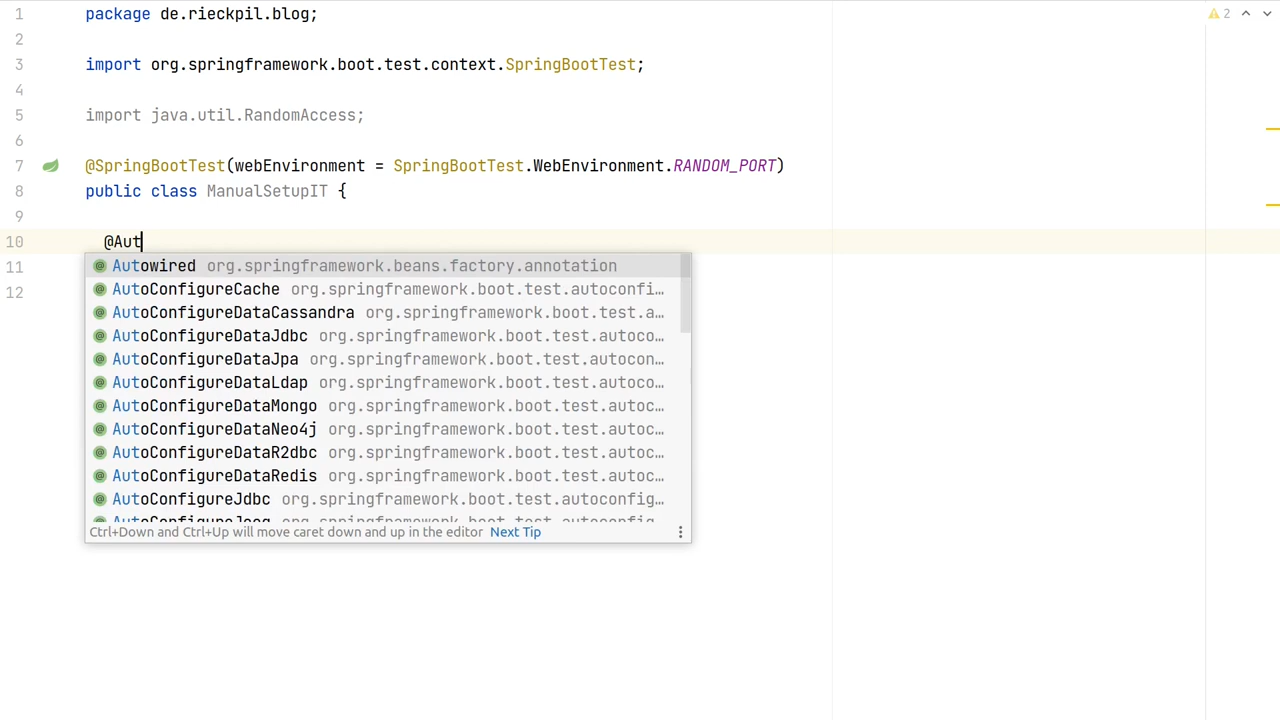 1 package de.rieckpil.blog;
2
3 import org.springframework.boot.test.context.SpringBootTest;
4
5 import java.util.RandomAccess;
6
7 @SpringBootTest(webEnvironment = SpringBootTest.WebEnvironment.RANDOM_PORT)
8 public class ManualSetupIT {
9
10 @Aut
11
12
2
@ Autowired org.springframework.beans.factory.annotation
@ AutoConfigureCache org.springframework.boot.test.autoconfi…
@ AutoConfigureDataCassandra org.springframework.boot.test.a…
@ AutoConfigureDataJdbc org.springframework.boot.test.autoco…
@ AutoConfigureDataJpa org.springframework.boot.test.autocon…
@ AutoConfigureDataLdap org.springframework.boot.test.autoco…
@ AutoConfigureDataMongo org.springframework.boot.test.autoc…
@ AutoConfigureDataNeo4j org.springframework.boot.test.autoc…
@ AutoConfigureDataR2dbc org.springframework.boot.test.autoc…
@ AutoConfigureDataRedis org.springframework.boot.test.autoc…
@ AutoConfigureJdbc org.springframework.boot.test.autoconfig…
@ AutoConfigureJooq org.springframework.boot.test.autoconfig…
Ctrl+Down and Ctrl+Up will move caret down and up in the editor Next Tip